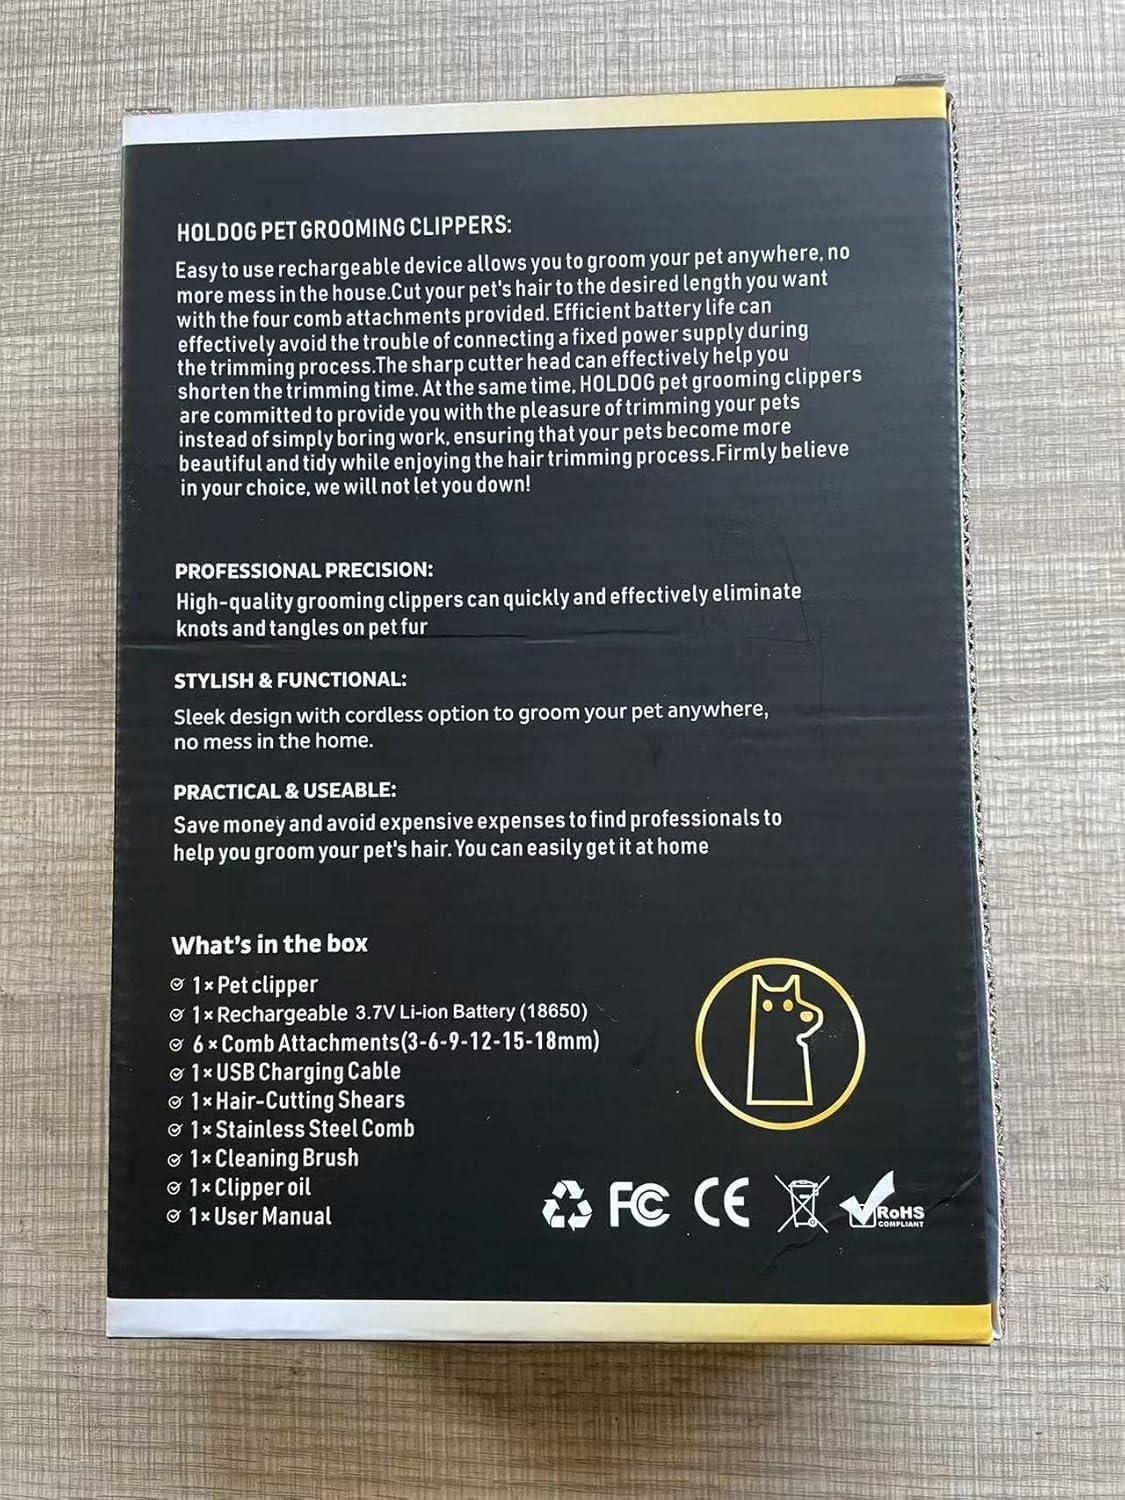 HOLDOG PET GROOMING CLIPPERS:
Easy to use rechargeable device allows you to groom your pet anywhere, no
more mess in the house.Cut your pet's hair to the desired length you want
with the four comb attachments provided. Efficient battery life can
effectively avoid the trouble of connecting a fixed power supply during
the trimming process.The sharp cutter head can effectively help you
shorten the trimming time. At the same time, HOLDOG pet grooming clippers
are committed to provide you with the pleasure of trimming your pets
instead of simply boring work, ensuring that your pets become more
beautiful and tidy while enjoying the hair trimming process.Firmly believe
in your choice, we will not let you down!
PROFESSIONAL PRECISION:
High-quality grooming clippers can quickly and effectively eliminate
knots and tangles on pet fur
STYLISH & FUNCTIONAL:
Sleek design with cordless option to groom your pet anywhere,
no mess in the home.
PRACTICAL & USEABLE:
Save money and avoid expensive expenses to find professionals to
help you groom your pet's hair. You can easily get it at home
What's in the box
1× Pet clipper
1× Rechargeable 3.7V Li-ion Battery (18650)
6 × Comb Attachments(3-6-9-12-15-18mm)
1× USB Charging Cable
1× Hair-Cutting Shears
1× Stainless Steel Comb
1× Cleaning Brush
1× Clipper oil
1× User Manual
FC CE RoHS
COMPLIANT